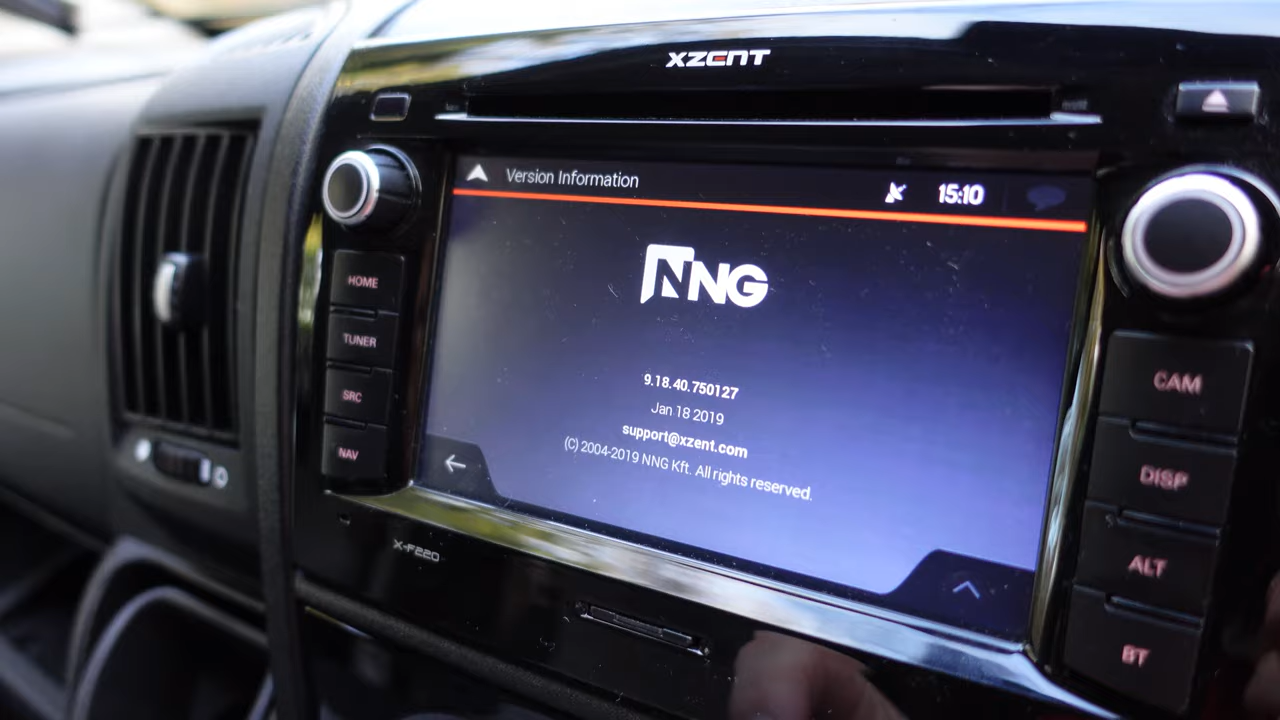 XZENT
Version Information
15:10
NNG
9.18.40.750127
Jan 18 2019
support@xzent.com
(C) 2004-2019 NNG Kft. All rights reserved.
HOME
TUNER
SRC
NAV
CAM
DISP
ALT
BT
X-F220